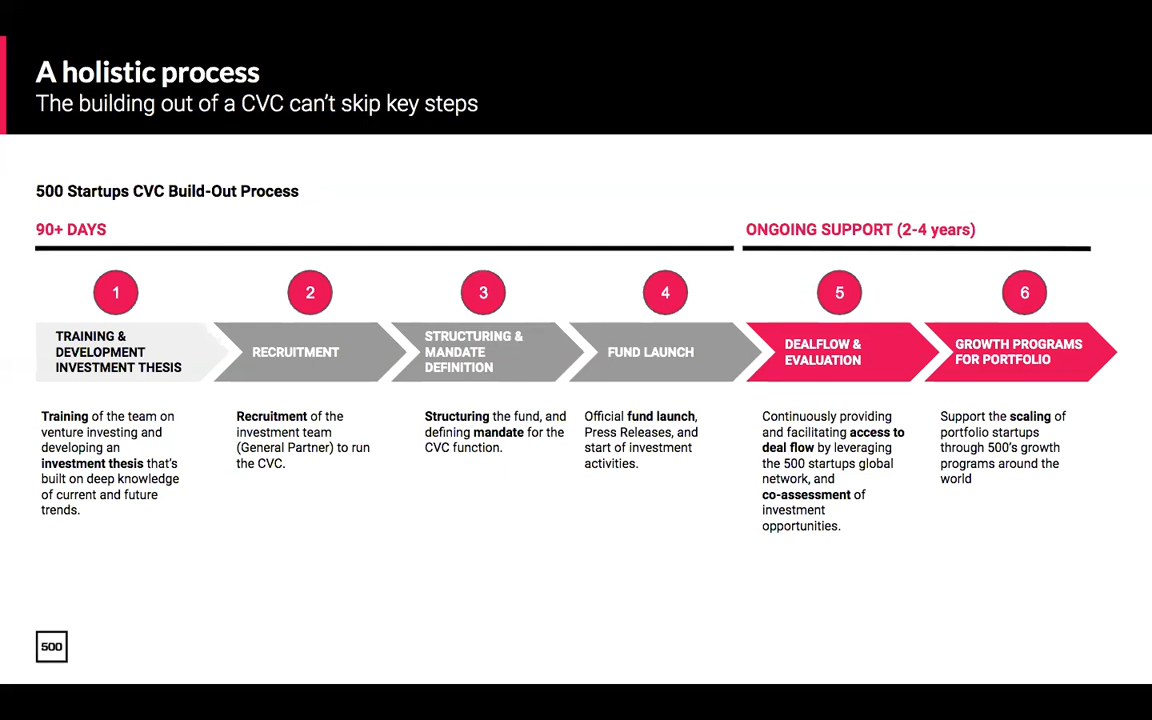 A holistic process
The building out of a CVC can't skip key steps
500 Startups CVC Build-Out Process
90+ DAYS
ONGOING SUPPORT (2-4 years)
1
2
3
4
5
6
TRAINING &
DEVELOPMENT
INVESTMENT THESIS
RECRUITMENT
STRUCTURING &
MANDATE
DEFINITION
FUND LAUNCH
DEALFLOW &
EVALUATION
GROWTH PROGRAMS
FOR PORTFOLIO
Training of the team on
venture investing and
developing an
investment thesis that's
built on deep knowledge
of current and future
trends.
Recruitment of the
investment team
(General Partner) to run
the CVC.
Structuring the fund, and
defining mandate for the
CVC function.
Official fund launch,
Press Releases, and
start of investment
activities.
Continuously providing
and facilitating access to
deal flow by leveraging
the 500 startups global
network, and
co-assessment of
investment
opportunities.
Support the scaling of
portfolio startups
through 500's growth
programs around the
world
500